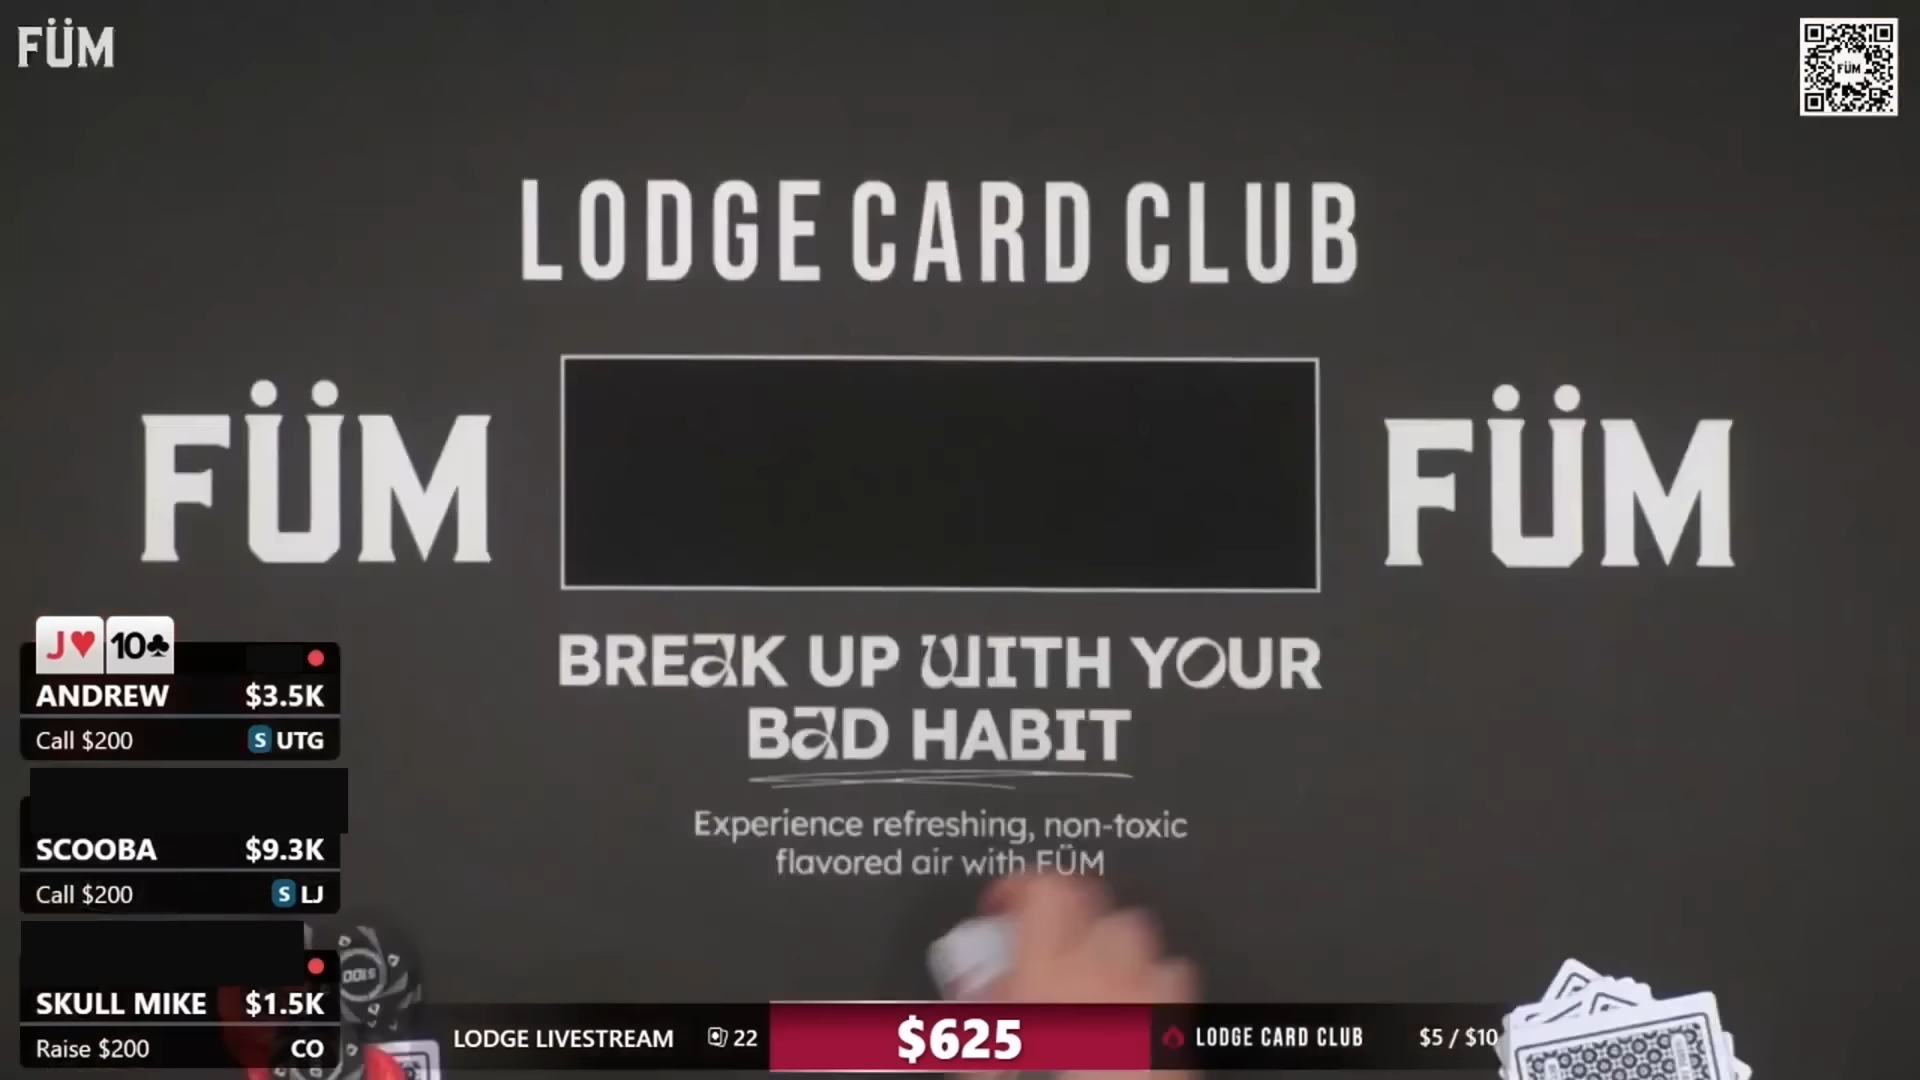 FÜM
FÜM
LODGE CARD CLUB
FÜM
FÜM
BREAK UP WITH YOUR
BAD HABIT
Experience refreshing, non-toxic
flavored air with FÜM
J♥ 10♣
ANDREW $3.5K
Call $200 S UTG
SCOOBA $9.3K
Call $200 S LJ
SKULL MIKE $1.5K
Raise $200 CO
LODGE LIVESTREAM 22 $625 LODGE CARD CLUB $5 / $10